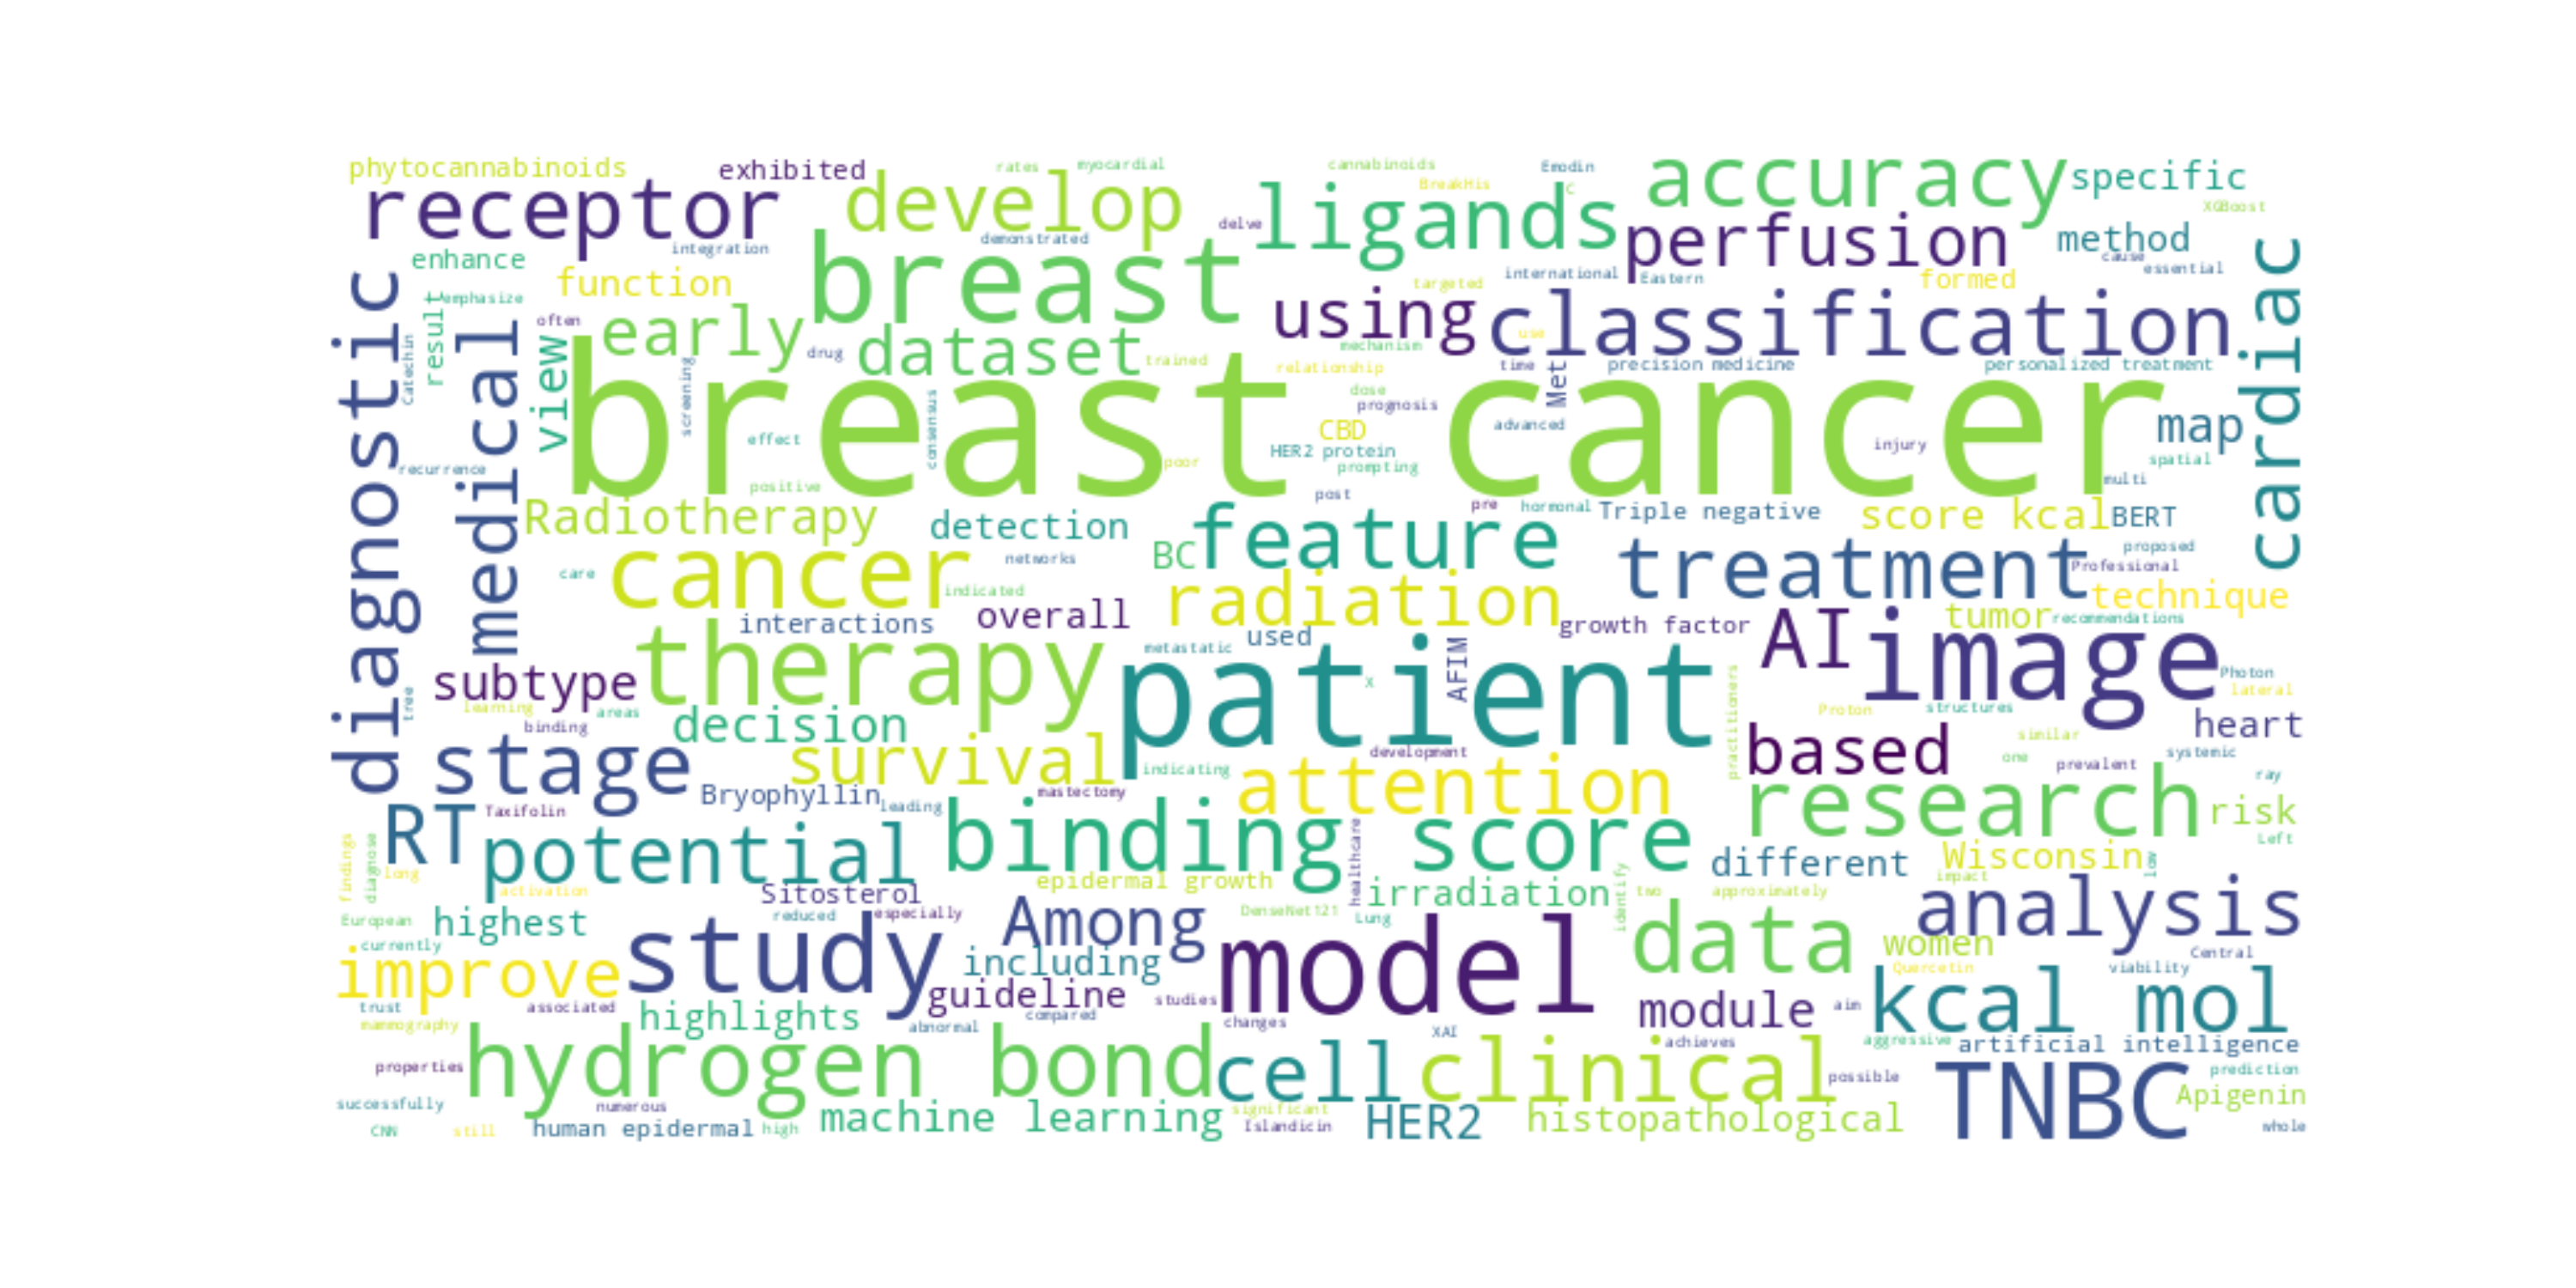 phytocannabinoids
exhibited
rates
myocardial
cannabinoids
Emodin
accuracy
specific
receptor
develop
BreakHis
C
ligands
XGBoost
integration
demonstrated
delve
perfusion
method
cause
essential
enhance
function
breast
international
Eastern
targeted
formed
cardiac
diagnostic
emphasize
result
medical
often
early
using
classification
use
mechanism
Catechin
view
drug
dataset
trained
relationship
time
precision medicine
personalized treatment
screening
breast cancer
consensus
dose
prognosis
Met
advanced
map
effect
CBD
HER2 protein
injury
recurrence
poor
prompting
spatial
positive
post
multi
Radiotherapy
detection
feature
pre
hormonal
Triple negative
score kcal
BERT
cancer
networks
BC
treatment
proposed
Professional
care
indicated
radiation
technique
interactions
overall
used
growth factor
AI
tumor
recommendations
image
therapy
metastatic
patient
AFIM
x
subtype
Photon
lateral
tree
learning
areas
practitioners
Proton
structures
binding
decision
heart
stage
survival
development
based
similar
one
systemic
prevalent
indicating
attention
ray
Bryophyllin
leading
mastectomy
research
risk
RT
Taxifolin
potential
binding score
healthcare
Left
findings
diagnose
long
different
Wisconsin
low
activation
Sitosterol
epidermal growth
irradiation
identify
two
approximately
impact
European
highest
reduced
especially
Among
DenseNet121
Lung
data
analysis
currently
study
including
model
women
Central
improve
Quercetin
viability
trust
associated
guideline
studies
module
aim
kcal mol
mammography
highlights
abnormal
compared
changes
XAI
achieves
aggressive
artificial intelligence
properties
hydrogen bond
cell
clinical
possible
TNBC
prediction
Apigenin
successfully
numerous
machine learning
significant
HER2
histopathological
CNN
still
human epidermal
high
Islandicin
whole